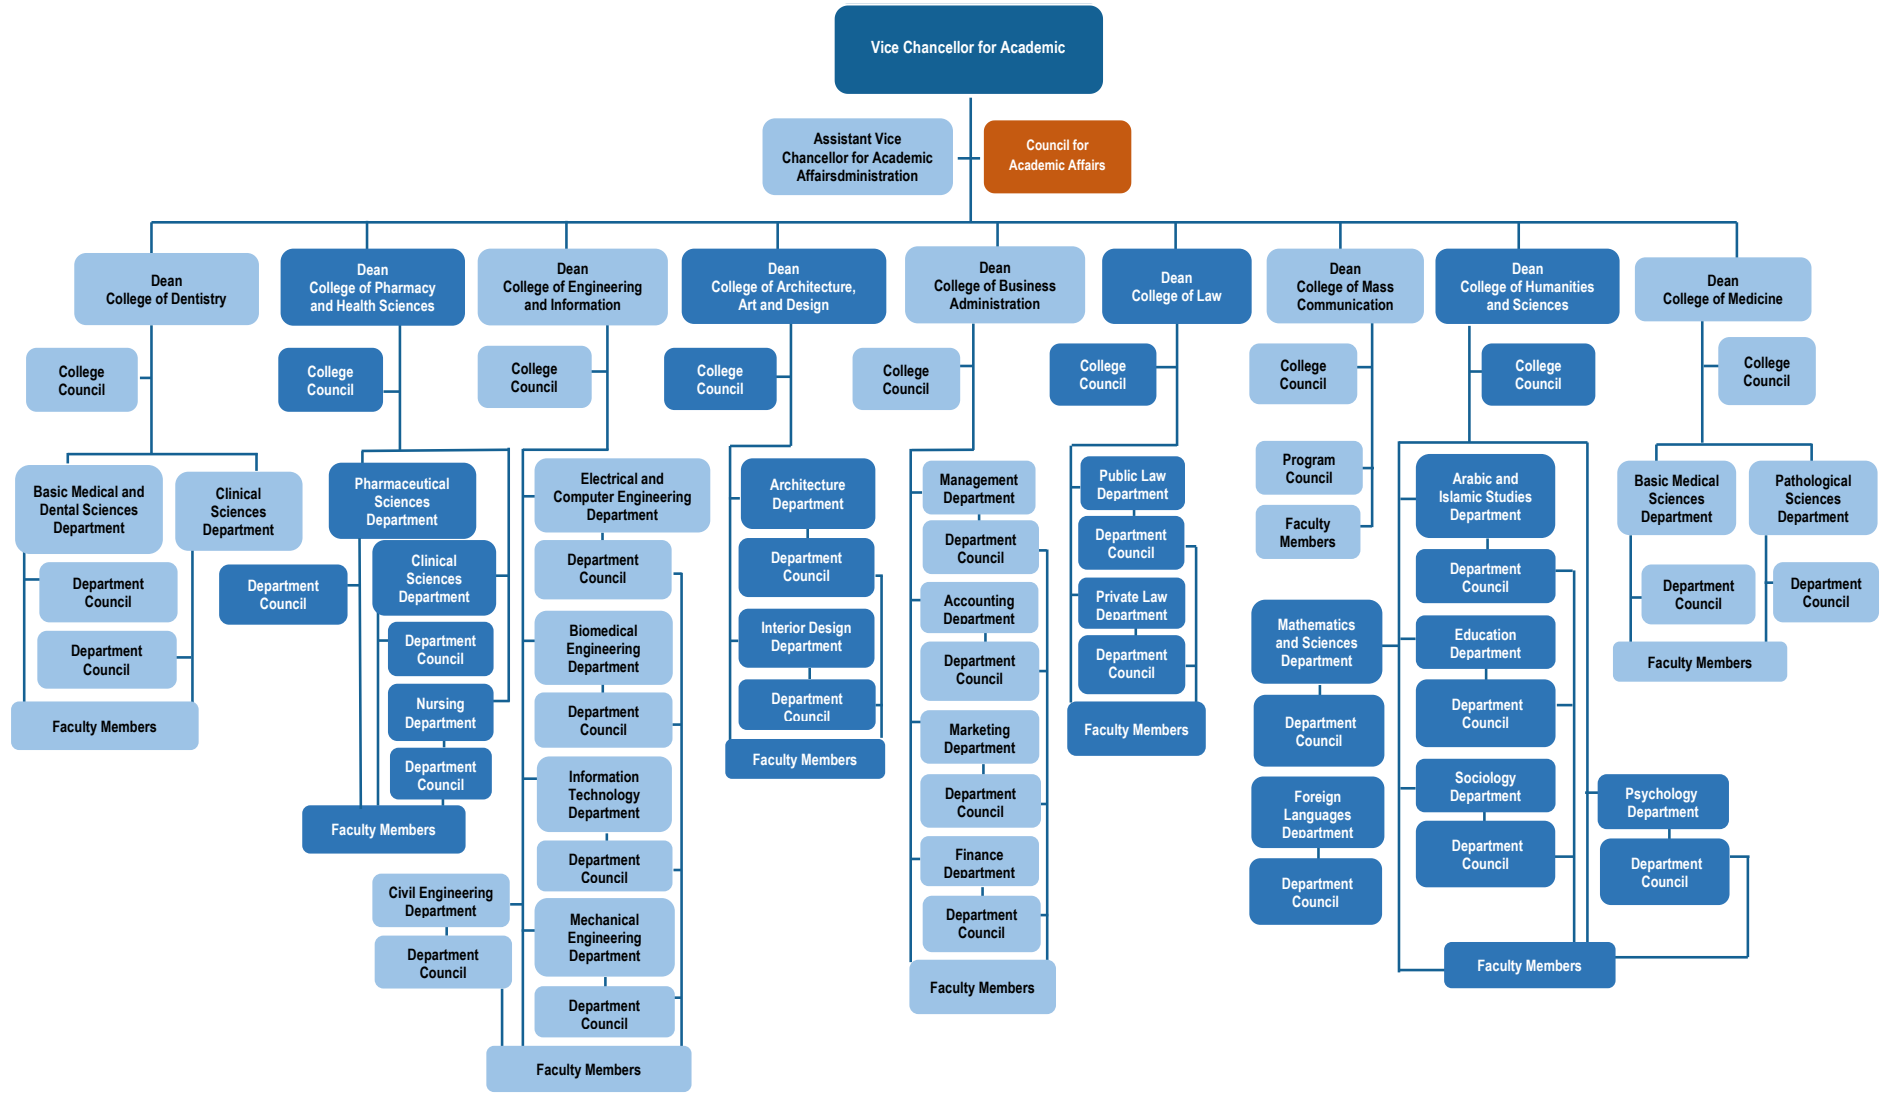 Vice Chancellor for Academic
Assistant Vice
Chancellor for Academic
Affairsdministration
Council for
Academic Affairs
Dean
College of Dentistry
Dean
College of Pharmacy
and Health Sciences
Dean
College of Engineering
and Information
Dean
College of Architecture,
Art and Design
Dean
College of Business
Administration
Dean
College of Law
Dean
College of Mass
Communication
Dean
College of Humanities
and Sciences
Dean
College of Medicine
College
Council
College
Council
College
Council
College
Council
College
Council
College
Council
College
Council
College
Council
College
Council
Basic Medical and
Dental Sciences
Department
Clinical
Sciences
Department
Department
Council
Department
Council
Faculty Members
Pharmaceutical
Sciences
Department
Department
Council
Clinical
Sciences
Department
Department
Council
Nursing
Department
Department
Council
Faculty Members
Electrical and
Computer Engineering
Department
Department
Council
Biomedical
Engineering
Department
Department
Council
Information
Technology
Department
Department
Council
Civil Engineering
Department
Department
Council
Mechanical
Engineering
Department
Department
Council
Faculty Members
Architecture
Department
Department
Council
Interior Design
Department
Department
Council
Faculty Members
Management
Department
Department
Council
Accounting
Department
Department
Council
Marketing
Department
Department
Council
Finance
Department
Department
Council
Faculty Members
Public Law
Department
Department
Council
Private Law
Department
Department
Council
Faculty Members
Program
Council
Faculty
Members
Arabic and
Islamic Studies
Department
Department
Council
Mathematics
and Sciences
Department
Department
Council
Education
Department
Department
Council
Foreign
Languages
Department
Department
Council
Sociology
Department
Department
Council
Psychology
Department
Department
Council
Faculty Members
Basic Medical
Sciences
Department
Pathological
Sciences
Department
Department
Council
Department
Council
Faculty Members